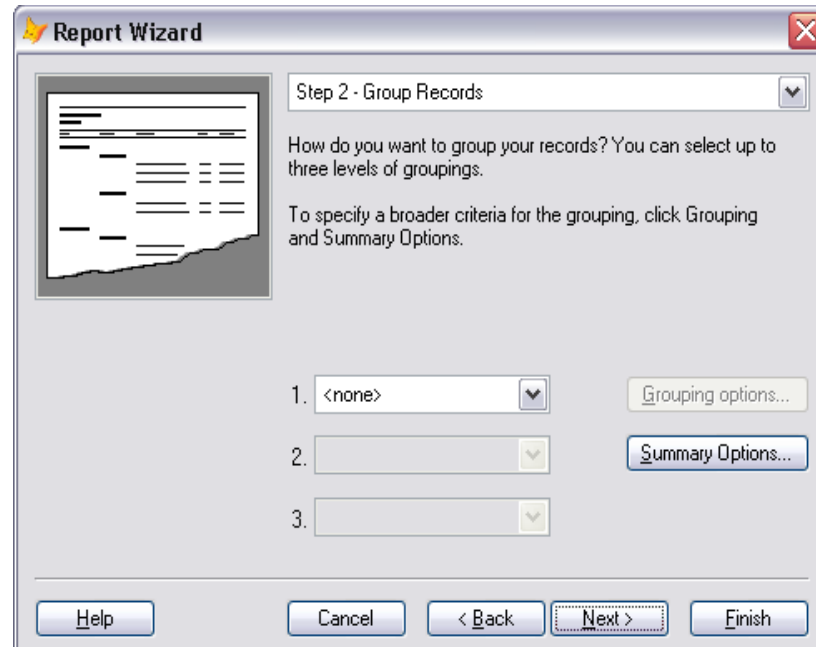 Report Wizard
Step 2 - Group Records
How do you want to group your records? You can select up to
three levels of groupings.
To specify a broader criteria for the grouping, click Grouping
and Summary Options.
1. <none> Grouping options...
2. Summary Options...
3.
Help Cancel < Back Next > Finish